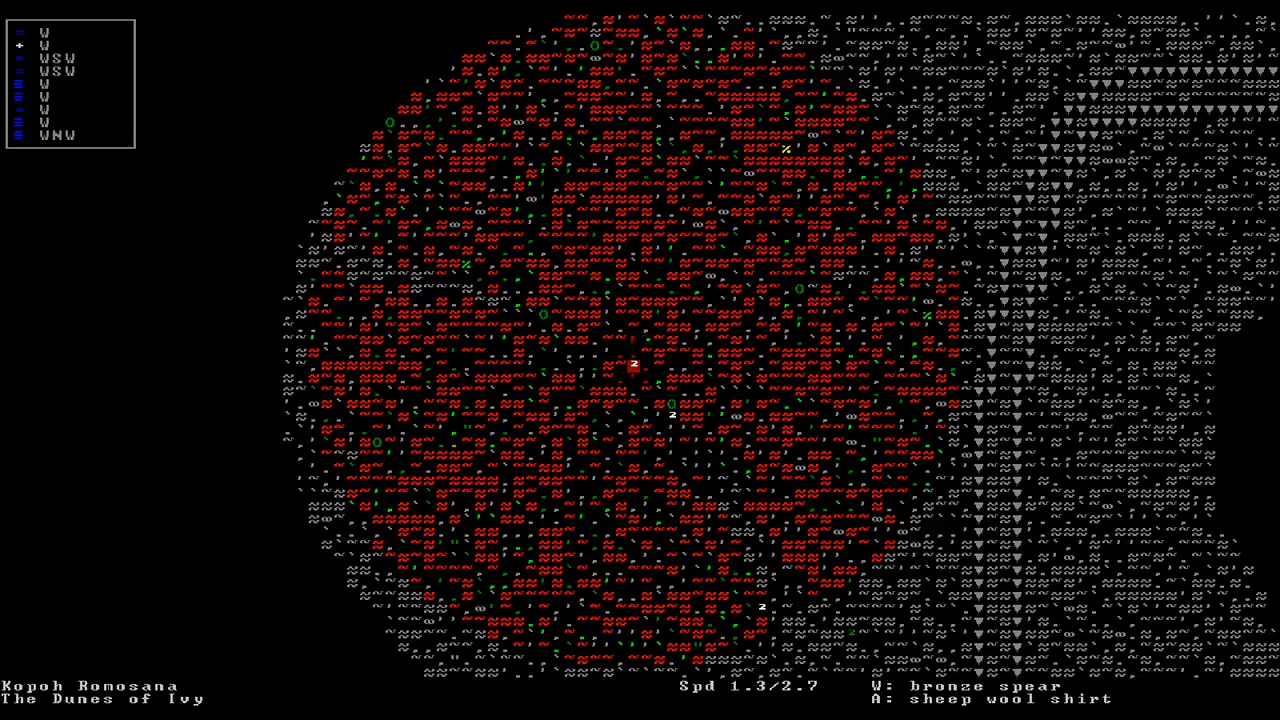 = W
+ W
= WSW
= WSW
≡ W
≡ W
= W
≡ W
≡ WNW
Kopoh Romosana
The Dunes of Ivy
Spd 1.3/2.7
W: bronze spear
A: sheep wool shirt